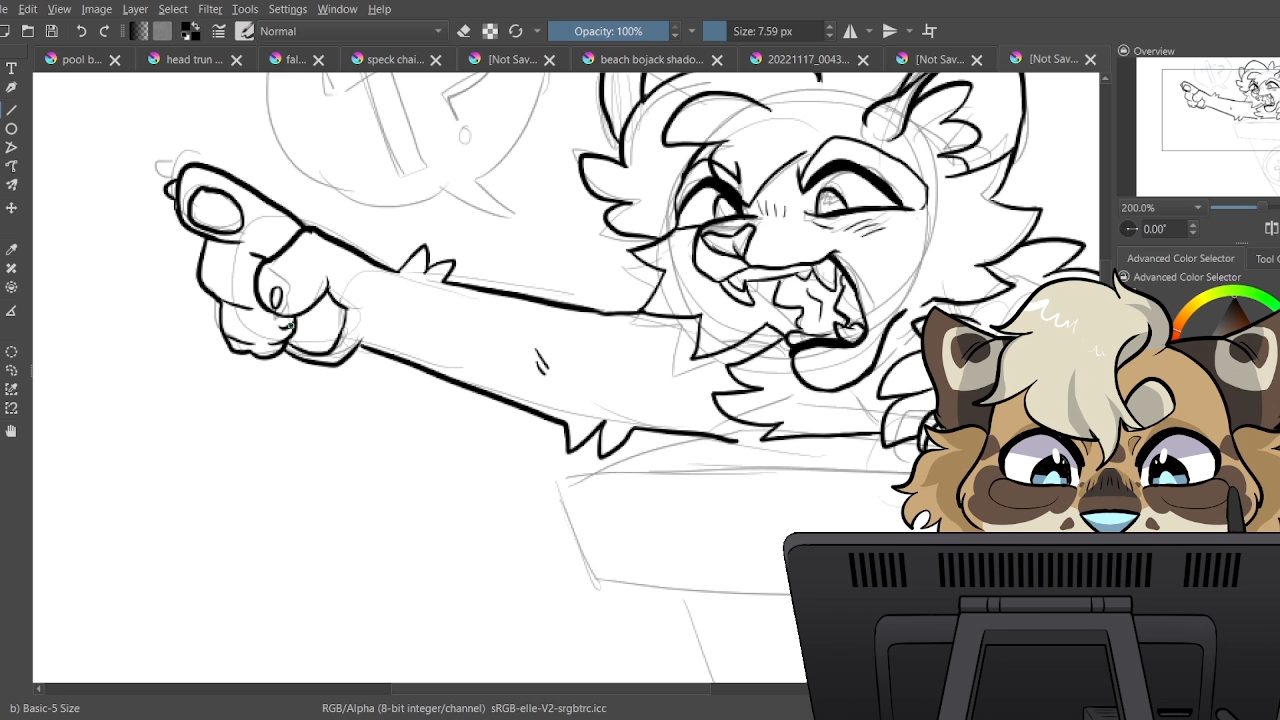 Edit View Image Layer Select Filter Tools Settings Window Help
Normal Opacity: 100% Size: 7.59 px
pool b... head trun ... fal... speck chai... [Not Sav... beach bojack shado... 20221117_0043... [Not Sav... [Not Sav...
Overview
200.0%
0.00°
Advanced Color Selector Tool
Advanced Color Selector
b) Basic-5 Size RGB/Alpha (8-bit integer/channel) sRGB-elle-V2-srgbtrc.icc